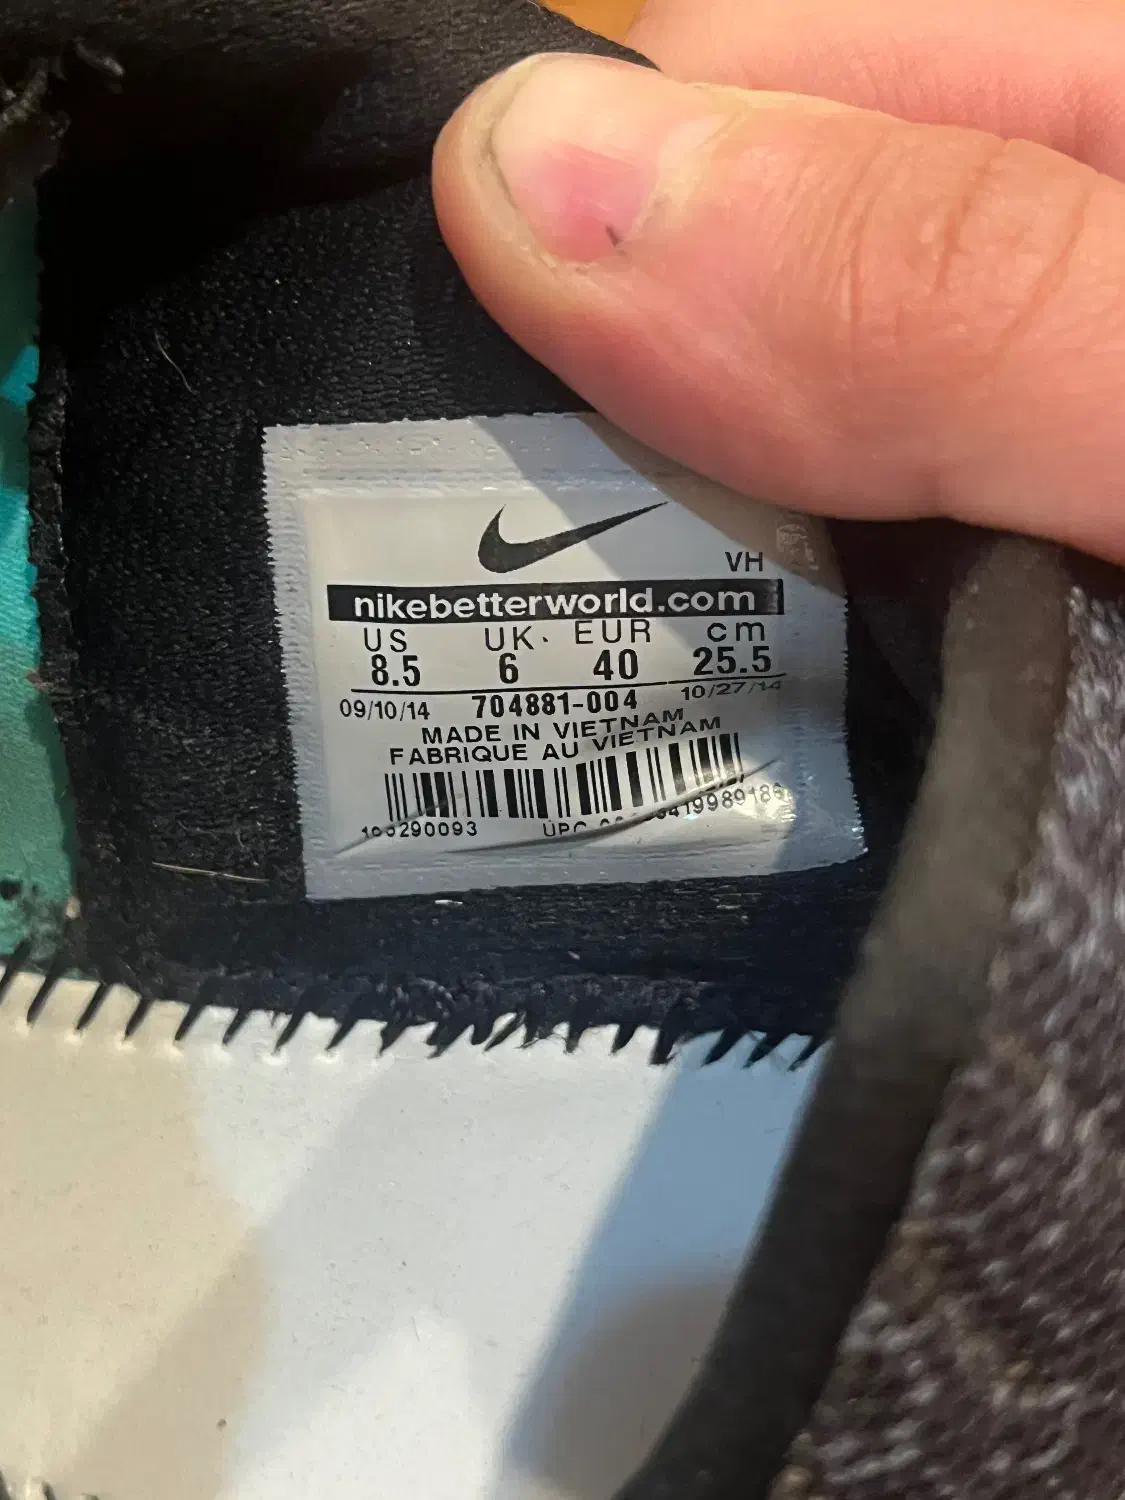 VH
nikebetterworld.com
US UK EUR cm
8.5 6 40 25.5
09/10/14 704881-004 10/27/14
MADE IN VIETNAM
FABRIQUE AU VIETNAM
UPC